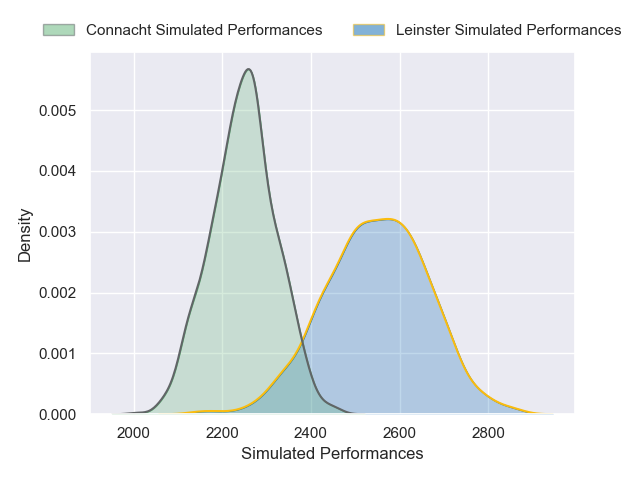 Connacht Simulated Performances Leinster Simulated Performances
0.005
0.004
Density
0.003
0.002
0.001
0.000
2000 2200 2400 2600 2800
Simulated Performances